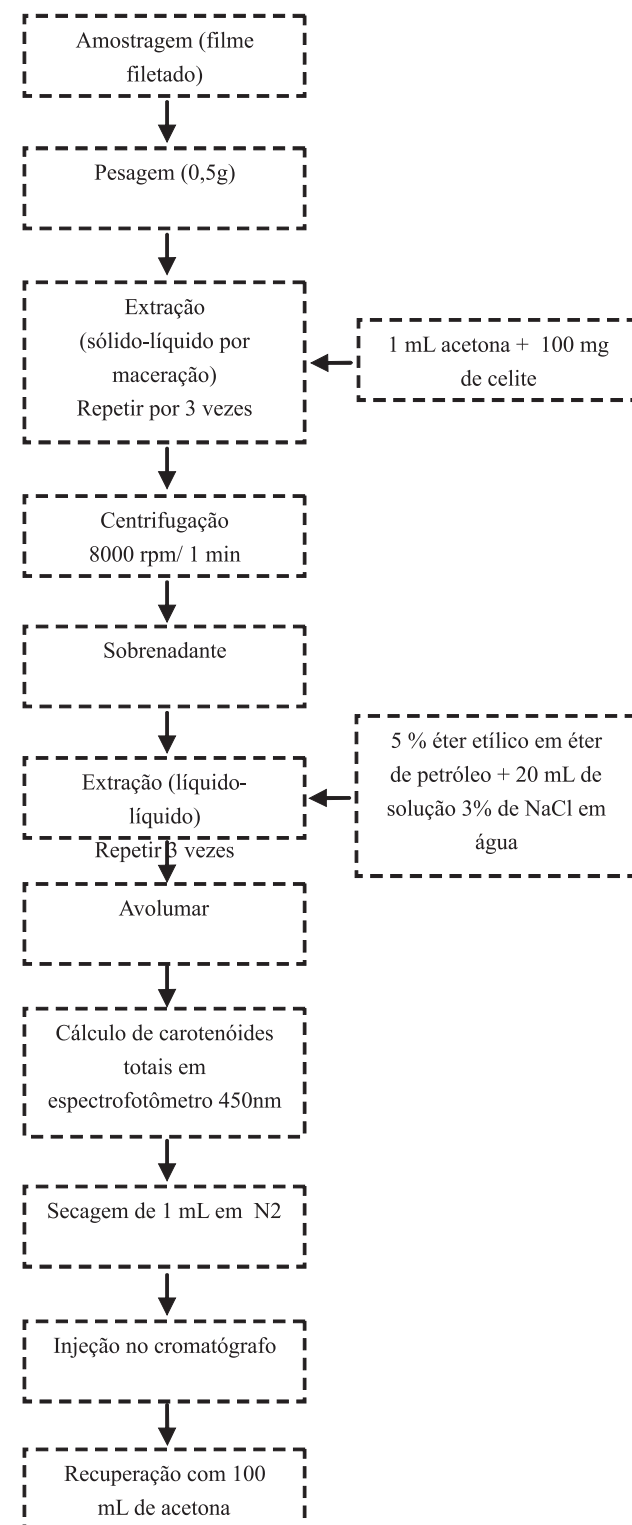 Amostragem (filme
filetado)
Pesagem (0,5g)
Extração
(sólido-líquido por
maceração)
Repetir por 3 vezes
1 mL acetona + 100 mg
de celite
Centrifugação
8000 rpm/ 1 min
Sobrenadante
Extração (líquido-
líquido)
Repetir 3 vezes
5 % éter etílico em éter
de petróleo + 20 mL de
solução 3% de NaCl em
água
Avolumar
Cálculo de carotenóides
totais em
espectrofotômetro 450nm
Secagem de 1 mL em N2
Injeção no cromatógrafo
Recuperação com 100
mL de acetona